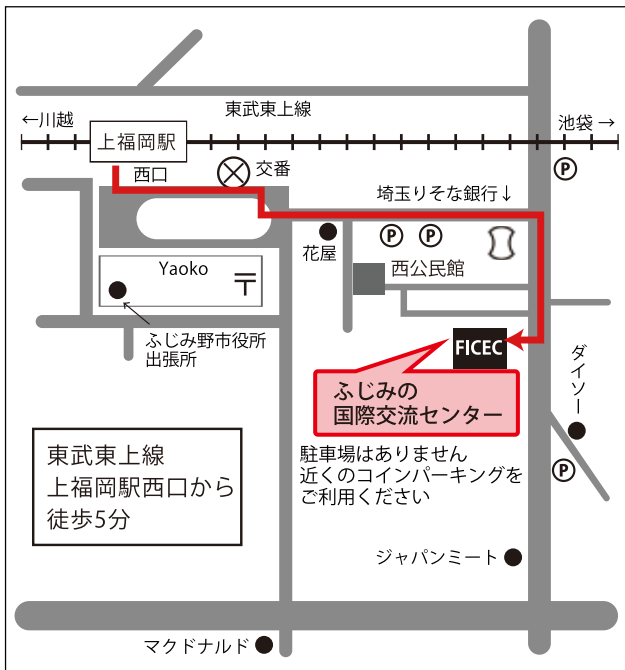 東武東上線
←川越
池袋→
上福岡駅
西口
交番
P
埼玉りそな銀行↓
花屋
P
P
西公民館
Yaoko
〒
ふじみ野市役所
出張所
FICEC
ダイソー
ふじみの
国際交流センター
駐車場はありません
近くのコインパーキングを
ご利用ください
P
東武東上線
上福岡駅西口から
徒歩5分
ジャパンミート
マクドナルド